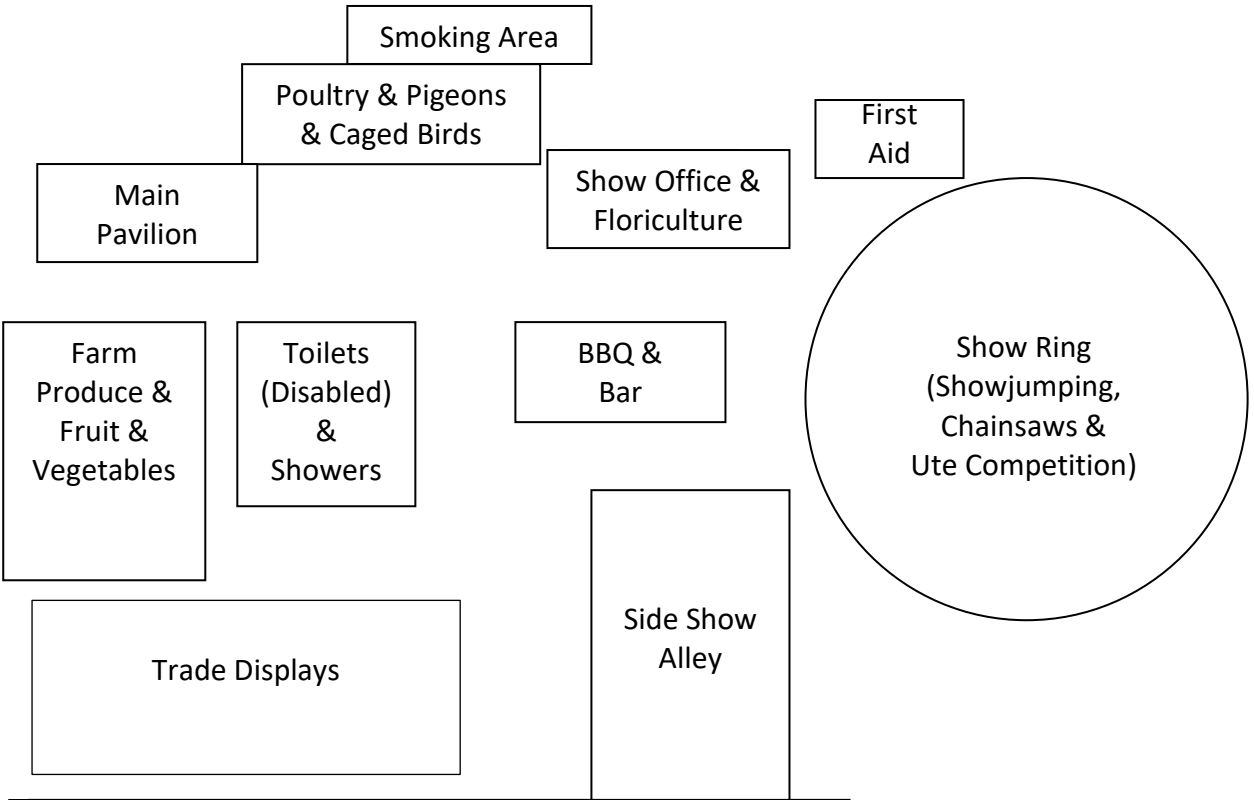 Smoking Area
Poultry & Pigeons
& Caged Birds
First
Aid
Main
Pavilion
Show Office &
Floriculture
Farm
Produce &
Fruit &
Vegetables
Toilets
(Disabled)
&
Showers
BBQ &
Bar
Show Ring
(Showjumping,
Chainsaws &
Ute Competition)
Trade Displays
Side Show
Alley